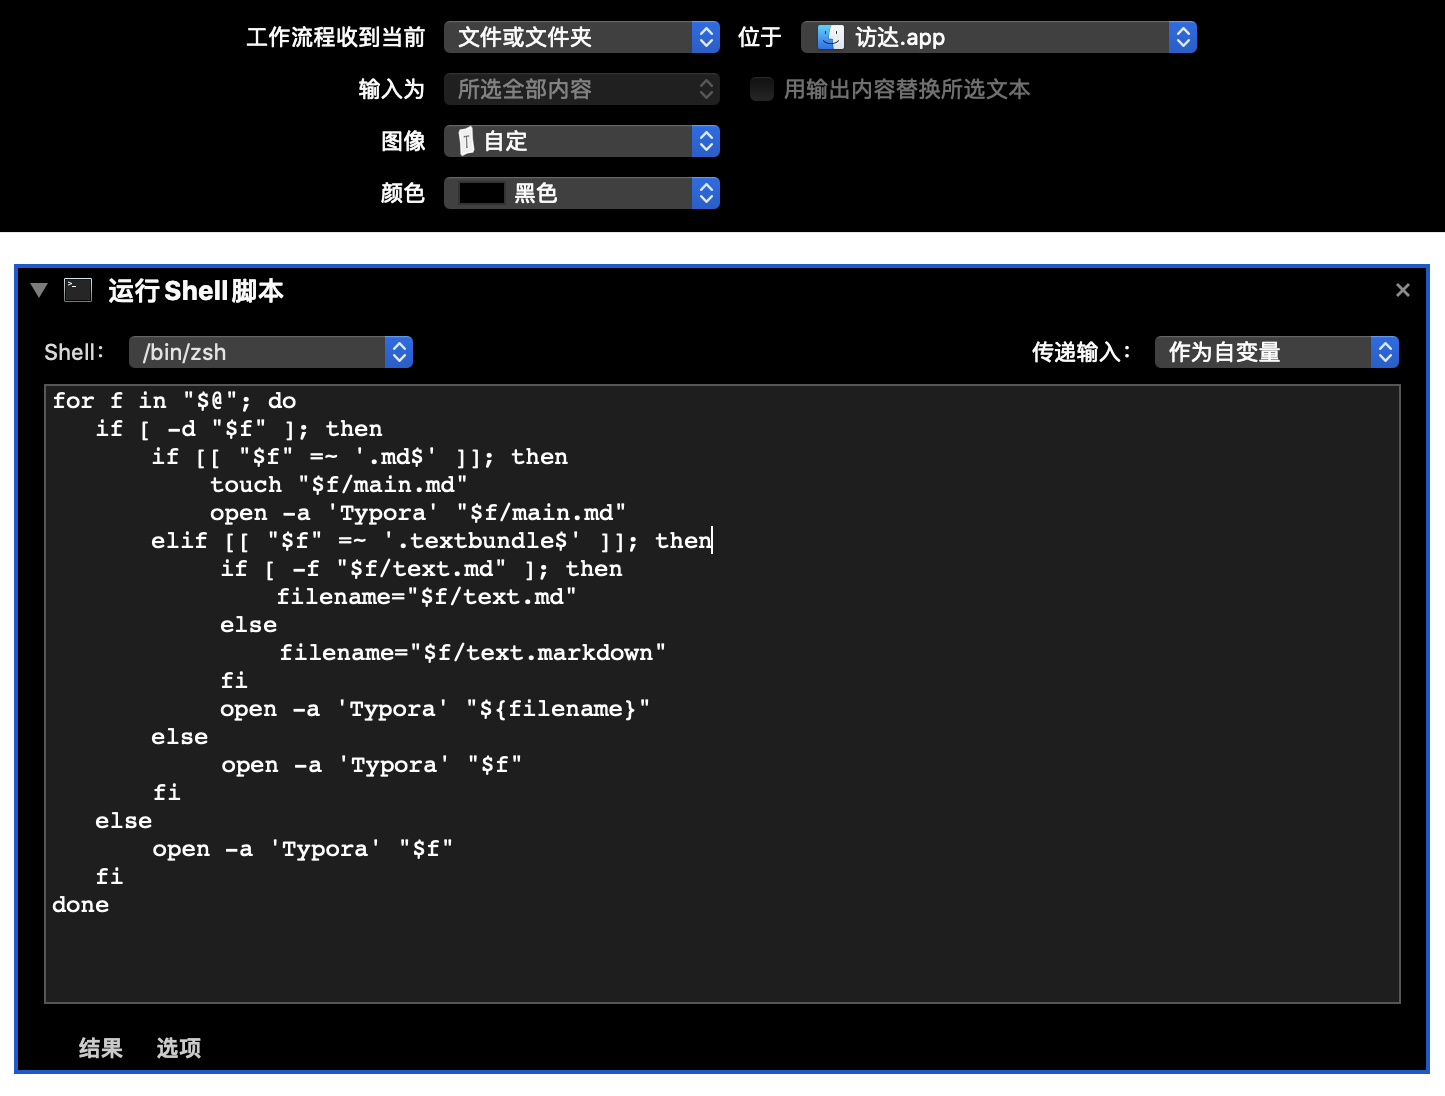 工作流程收到当前 文件或文件夹 位于 访达.app
输入为 所选全部内容 用输出内容替换所选文本
图像 自定
颜色 黑色
运行 Shell 脚本
Shell: /bin/zsh 传递输入: 作为自变量
for f in "$@"; do
if [ -d "$f" ]; then
if [[ "$f" =~ '.md$' ]]; then
touch "$f/main.md"
open -a 'Typora' "$f/main.md"
elif [[ "$f" =~ '.textbundle$' ]]; then
if [ -f "$f/text.md" ]; then
filename="$f/text.md"
else
filename="$f/text.markdown"
fi
open -a 'Typora' "${filename}"
else
open -a 'Typora' "$f"
fi
else
open -a 'Typora' "$f"
fi
done
结果 选项